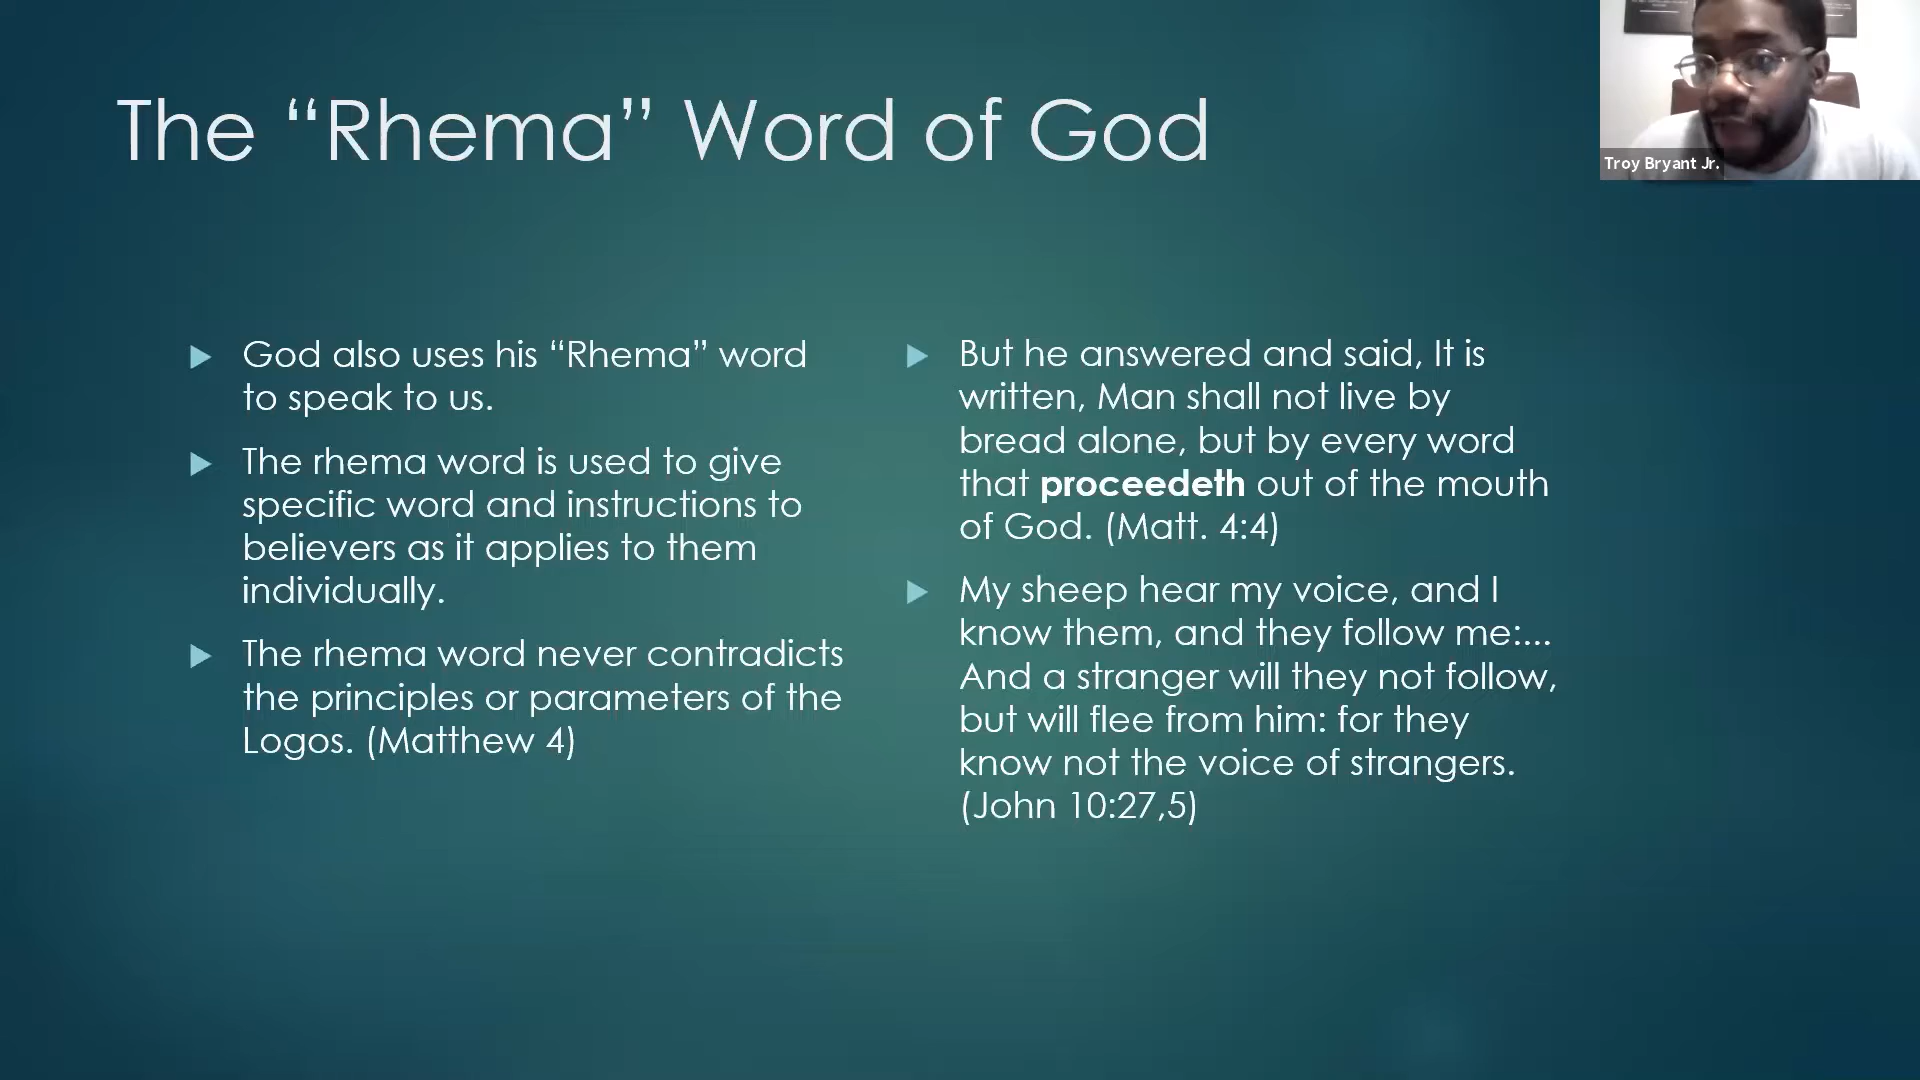 The “Rhema” Word of God
Troy Bryant Jr.
God also uses his “Rhema” word
to speak to us.
The rhema word is used to give
specific word and instructions to
believers as it applies to them
individually.
The rhema word never contradicts
the principles or parameters of the
Logos. (Matthew 4)
But he answered and said, It is
written, Man shall not live by
bread alone, but by every word
that proceedeth out of the mouth
of God. (Matt. 4:4)
My sheep hear my voice, and I
know them, and they follow me:...
And a stranger will they not follow,
but will flee from him: for they
know not the voice of strangers.
(John 10:27,5)